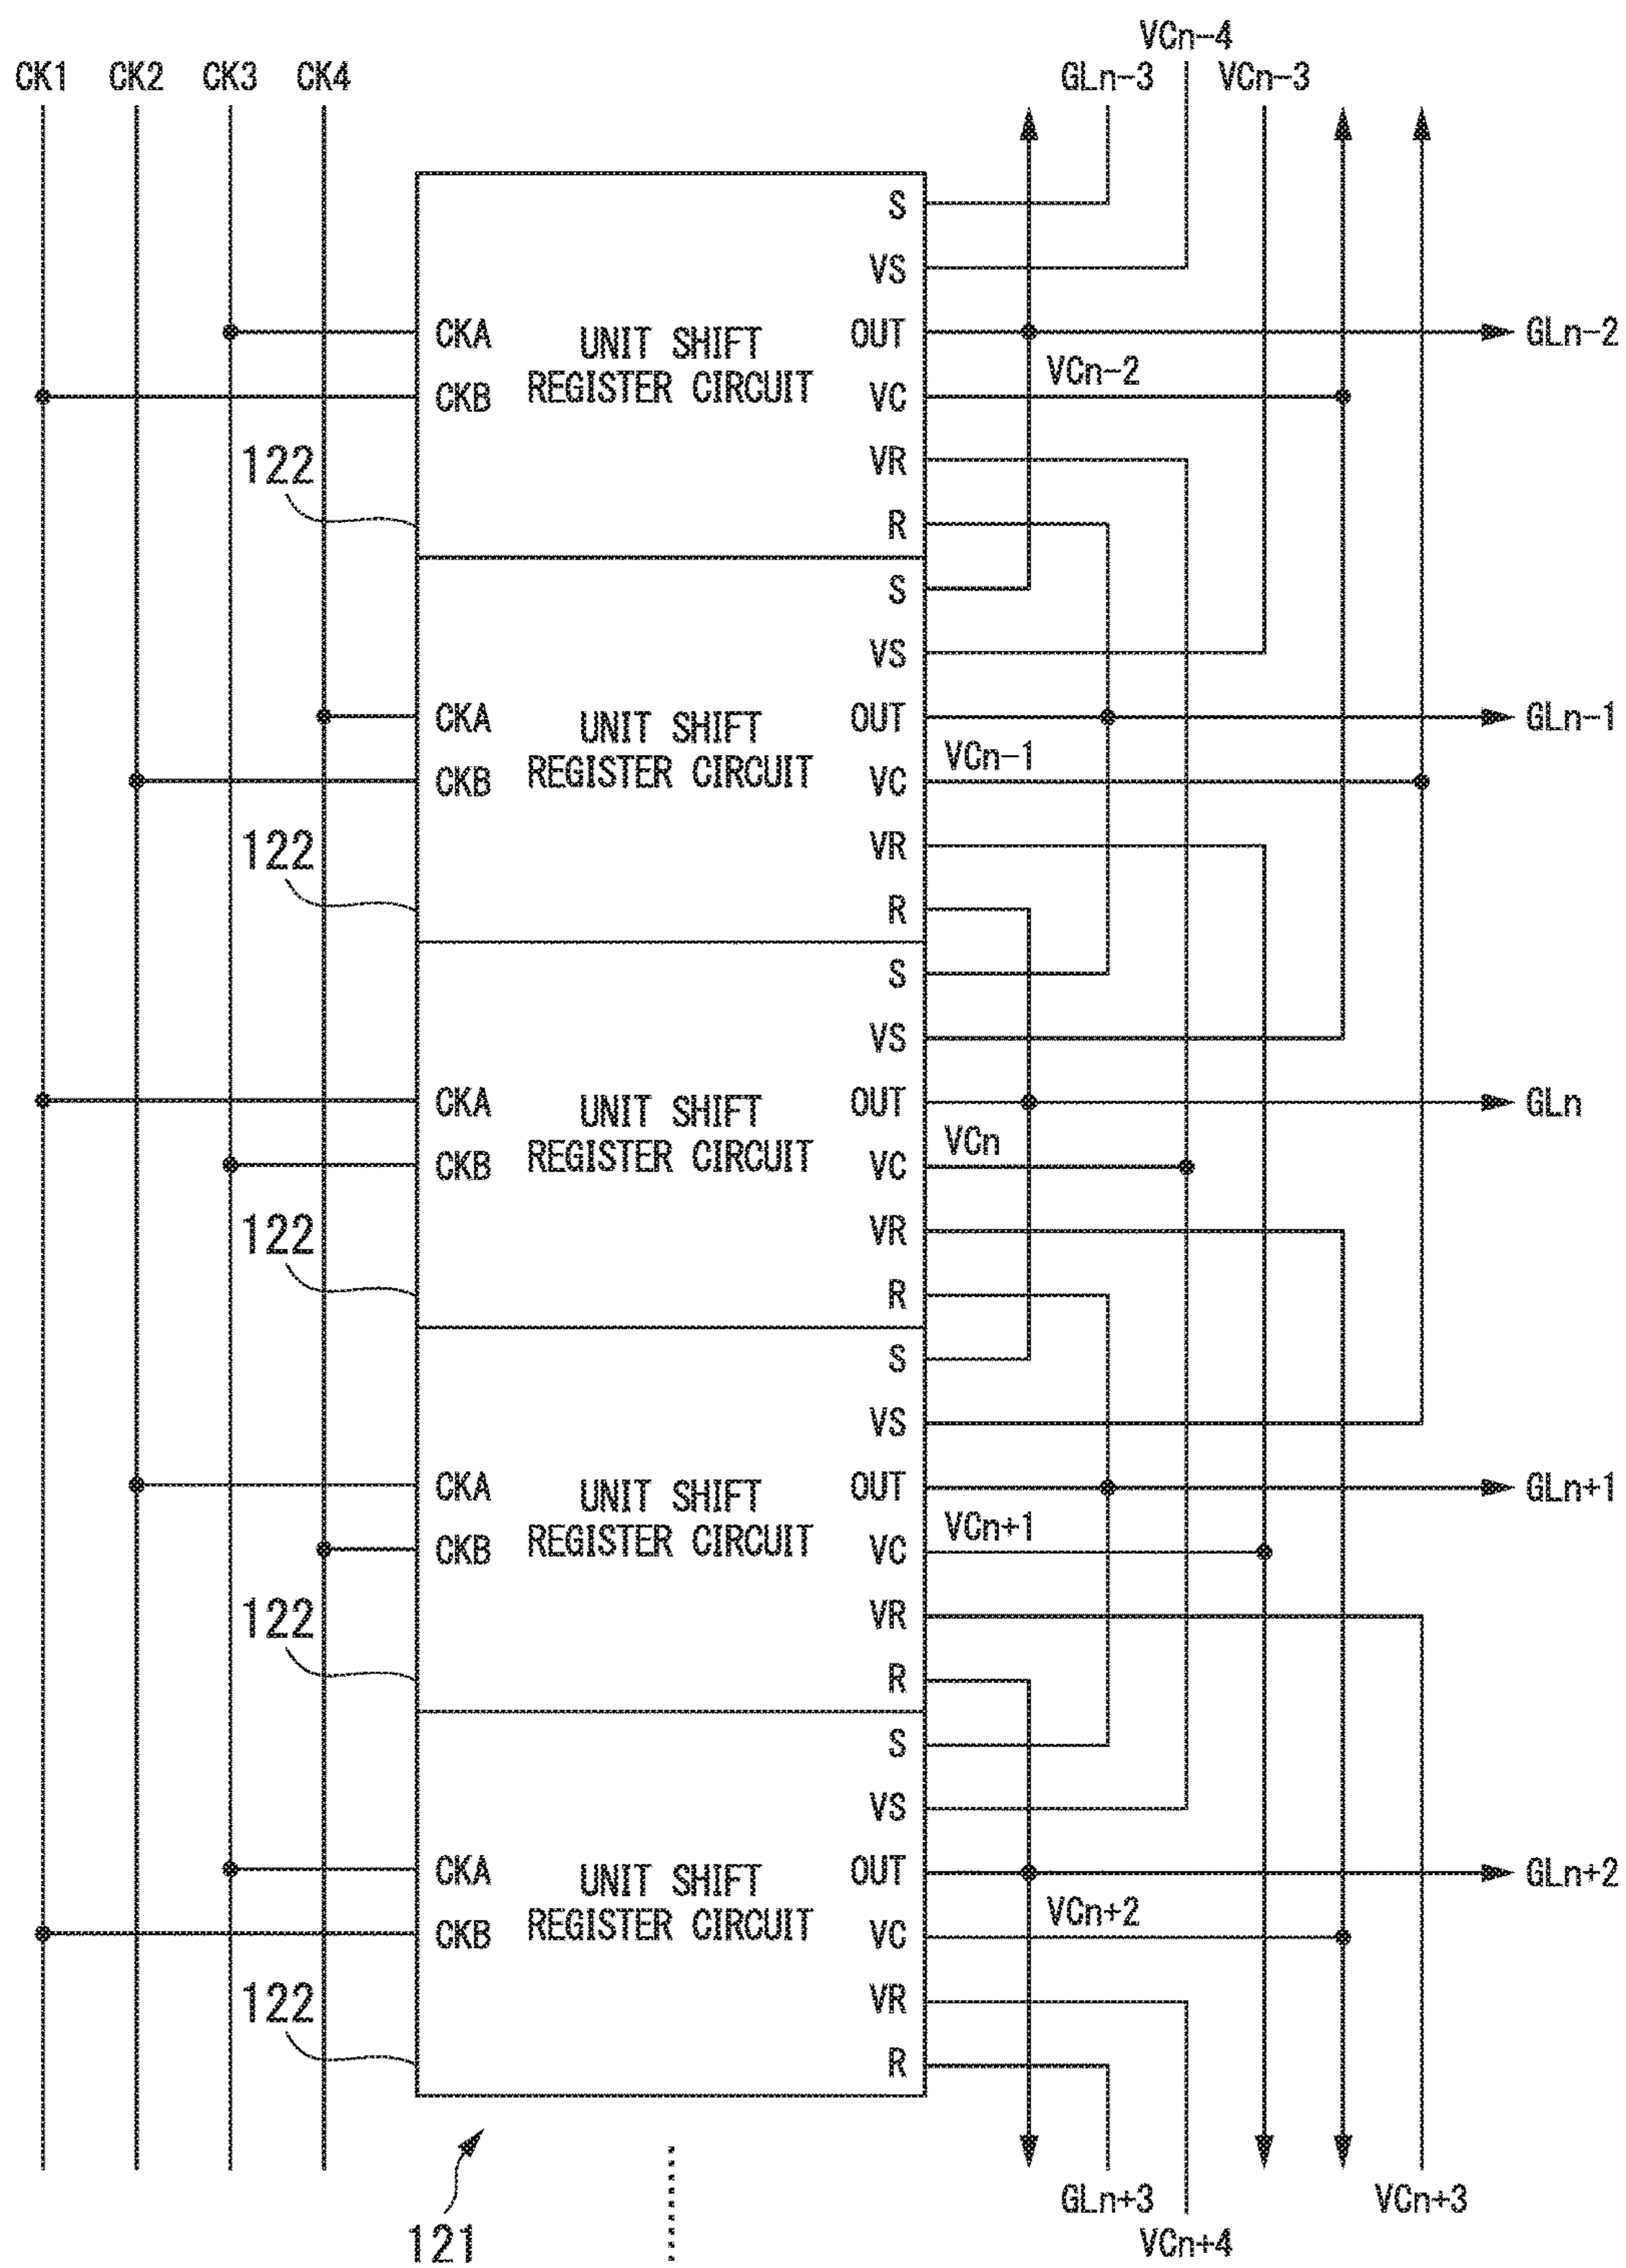 VCn-4
CK1 CK2 CK3 CK4 GLn-3 VCn-3
S
VS
CKA UNIT SHIFT OUT GLn-2
REGISTER CIRCUIT VCn-2
CKB VC
122 VR
R
S
VS
CKA UNIT SHIFT OUT GLn-1
REGISTER CIRCUIT VCn-1
CKB VC
122 VR
R
S
VS
CKA UNIT SHIFT OUT GLn
REGISTER CIRCUIT VCn
CKB VC
122 VR
R
S
VS
CKA UNIT SHIFT OUT GLn+1
REGISTER CIRCUIT VCn+1
CKB VC
122 VR
R
S
VS
CKA UNIT SHIFT OUT GLn+2
REGISTER CIRCUIT VCn+2
CKB VC
122 VR
R
GLn+3 VCn+3
121 VCn+4